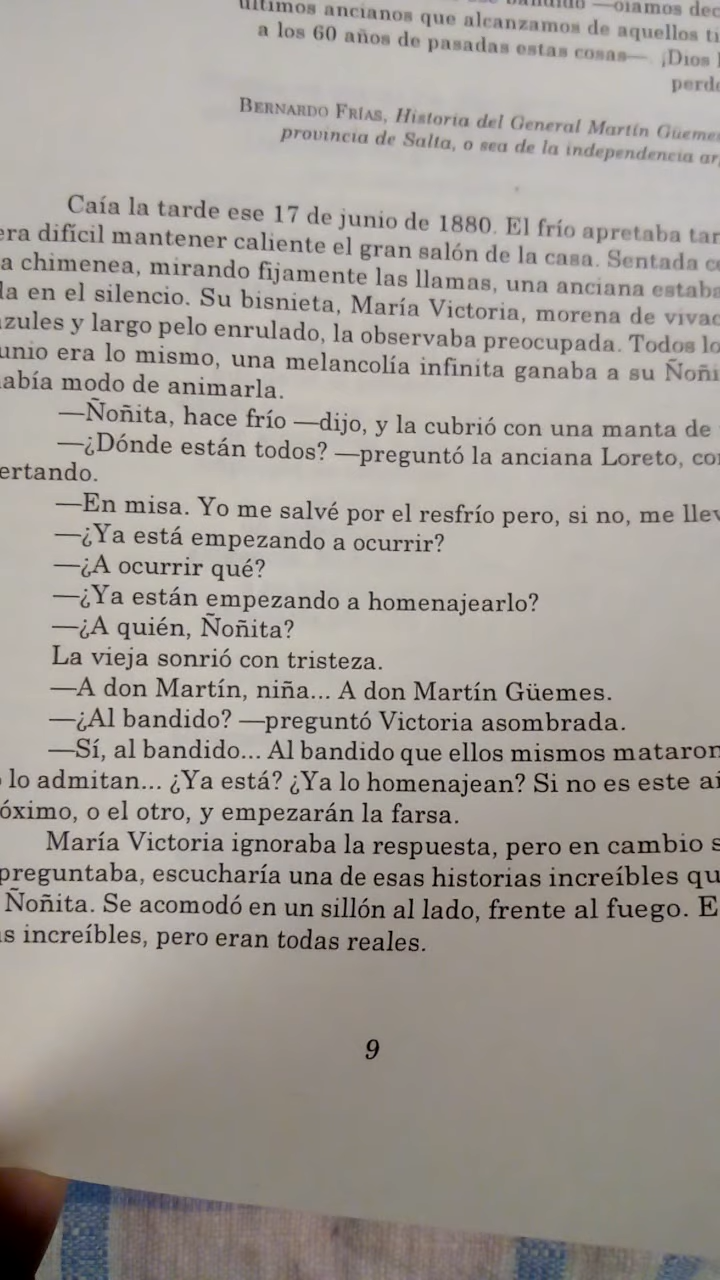 últimos ancianos que alcanzamos de aquellos
a los 60 años de pasadas estas cosas— ¡Dios
BERNARDO FRÍAS, Historia del General Martín
provincia de Salta, o sea de la independencia
Caía la tarde ese 17 de junio de 1880. El frío apretaba
era difícil mantener caliente el gran salón de la casa. Sentada
a chimenea, mirando fijamente las llamas, una anciana
en el silencio. Su bisnieta, María Victoria, morena de
azules y largo pelo enrulado, la observaba preocupada. Todos
era lo mismo, una melancolía infinita ganaba a su
había modo de animarla.
—Ñoñita, hace frío —dijo, y la cubrió con una manta de
—¿Dónde están todos? —preguntó la anciana Loreto,
ertando.
—En misa. Yo me salvé por el resfrío pero, si no, me
—¿Ya está empezando a ocurrir?
—¿A ocurrir qué?
—¿Ya están empezando a homenajearlo?
—¿A quién, Ñoñita?
La vieja sonrió con tristeza.
—A don Martín, niña... A don Martín Güemes.
—¿Al bandido? —preguntó Victoria asombrada.
—Sí, al bandido... Al bandido que ellos mismos mataron
lo admitan... ¿Ya está? ¿Ya lo homenajean? Si no es este
óximo, o el otro, y empezarán la farsa.
María Victoria ignoraba la respuesta, pero en cambio
preguntaba, escucharía una de esas historias increíbles
Ñoñita. Se acomodó en un sillón al lado, frente al fuego.
increíbles, pero eran todas reales.
9